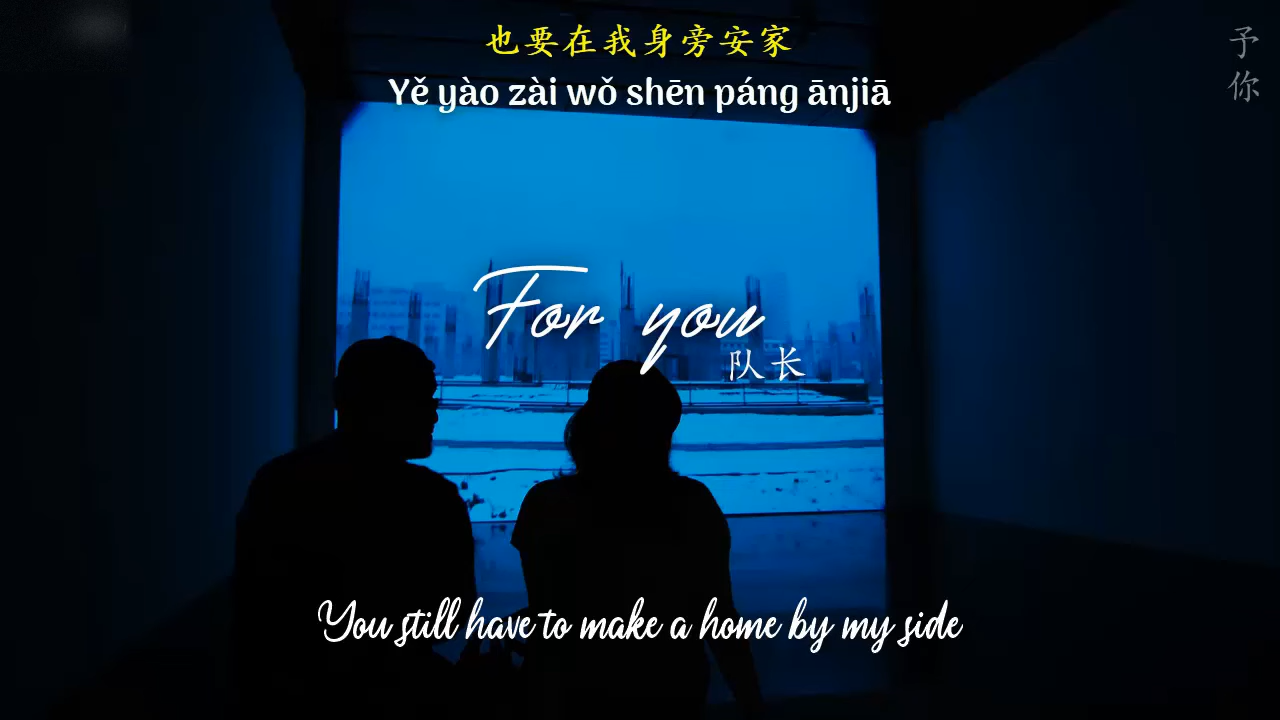 也要在我身旁安家
Yě yào zài wǒ shēn páng ānjiā
予你
For you
队长
You still have to make a home by my side